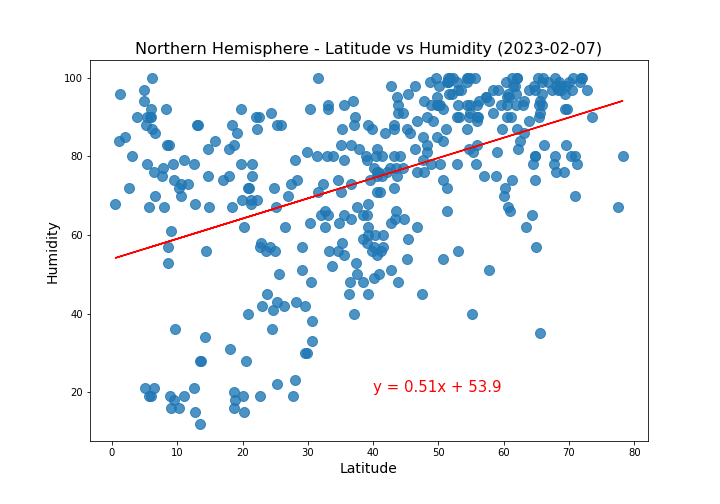 Northern Hemisphere - Latitude vs Humidity (2023-02-07)
Humidity
100
80
60
40
20
y = 0.51x + 53.9
0 10 20 30 40 50 60 70 80
Latitude